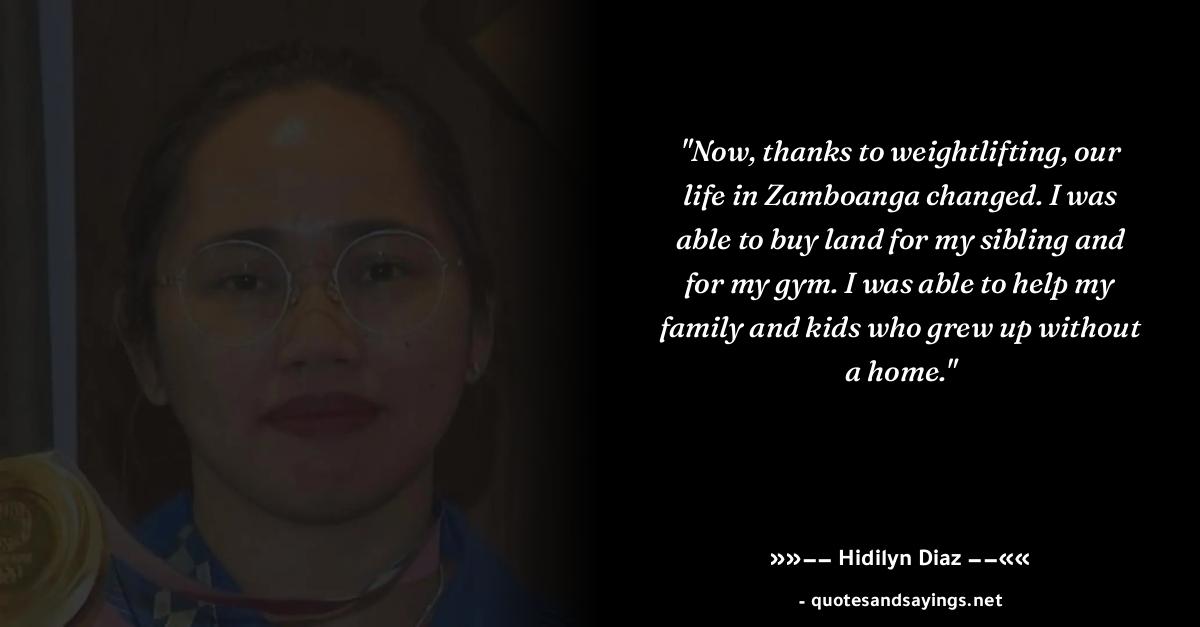 "Now, thanks to weightlifting, our
life in Zamboanga changed. I was
able to buy land for my sibling and
for my gym. I was able to help my
family and kids who grew up without
a home."
»»−− Hidilyn Diaz −−««
- quotesandsayings.net